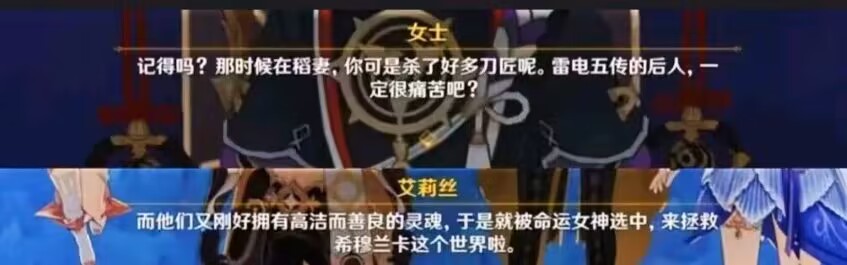 女士
记得吗？那时候在稻妻，你可是杀了好多刀匠呢。雷电五传的后人，一
定很痛苦吧？
艾莉丝
而他们又刚好拥有高洁而善良的灵魂，于是就被命运女神选中，来拯救
希穆兰卡这个世界啦。